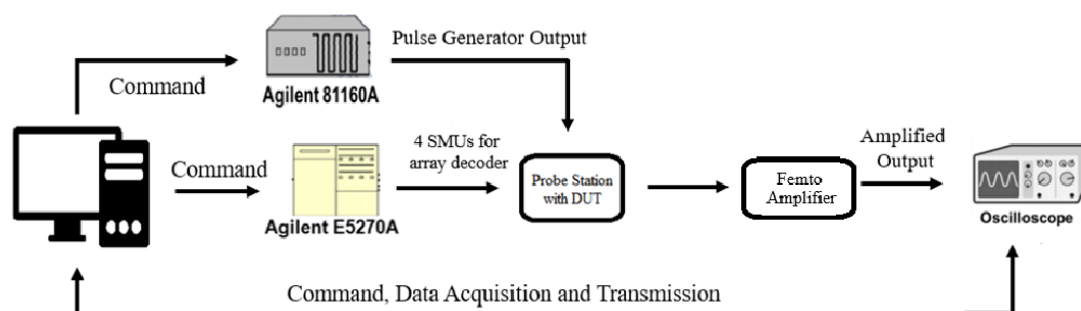 Pulse Generator Output
Command
Agilent 81160A
4 SMUs for
array decoder
Command
Agilent E5270A
Probe Station
with DUT
Femto
Amplifier
Amplified
Output
Oscilloscope
Command, Data Acquisition and Transmission